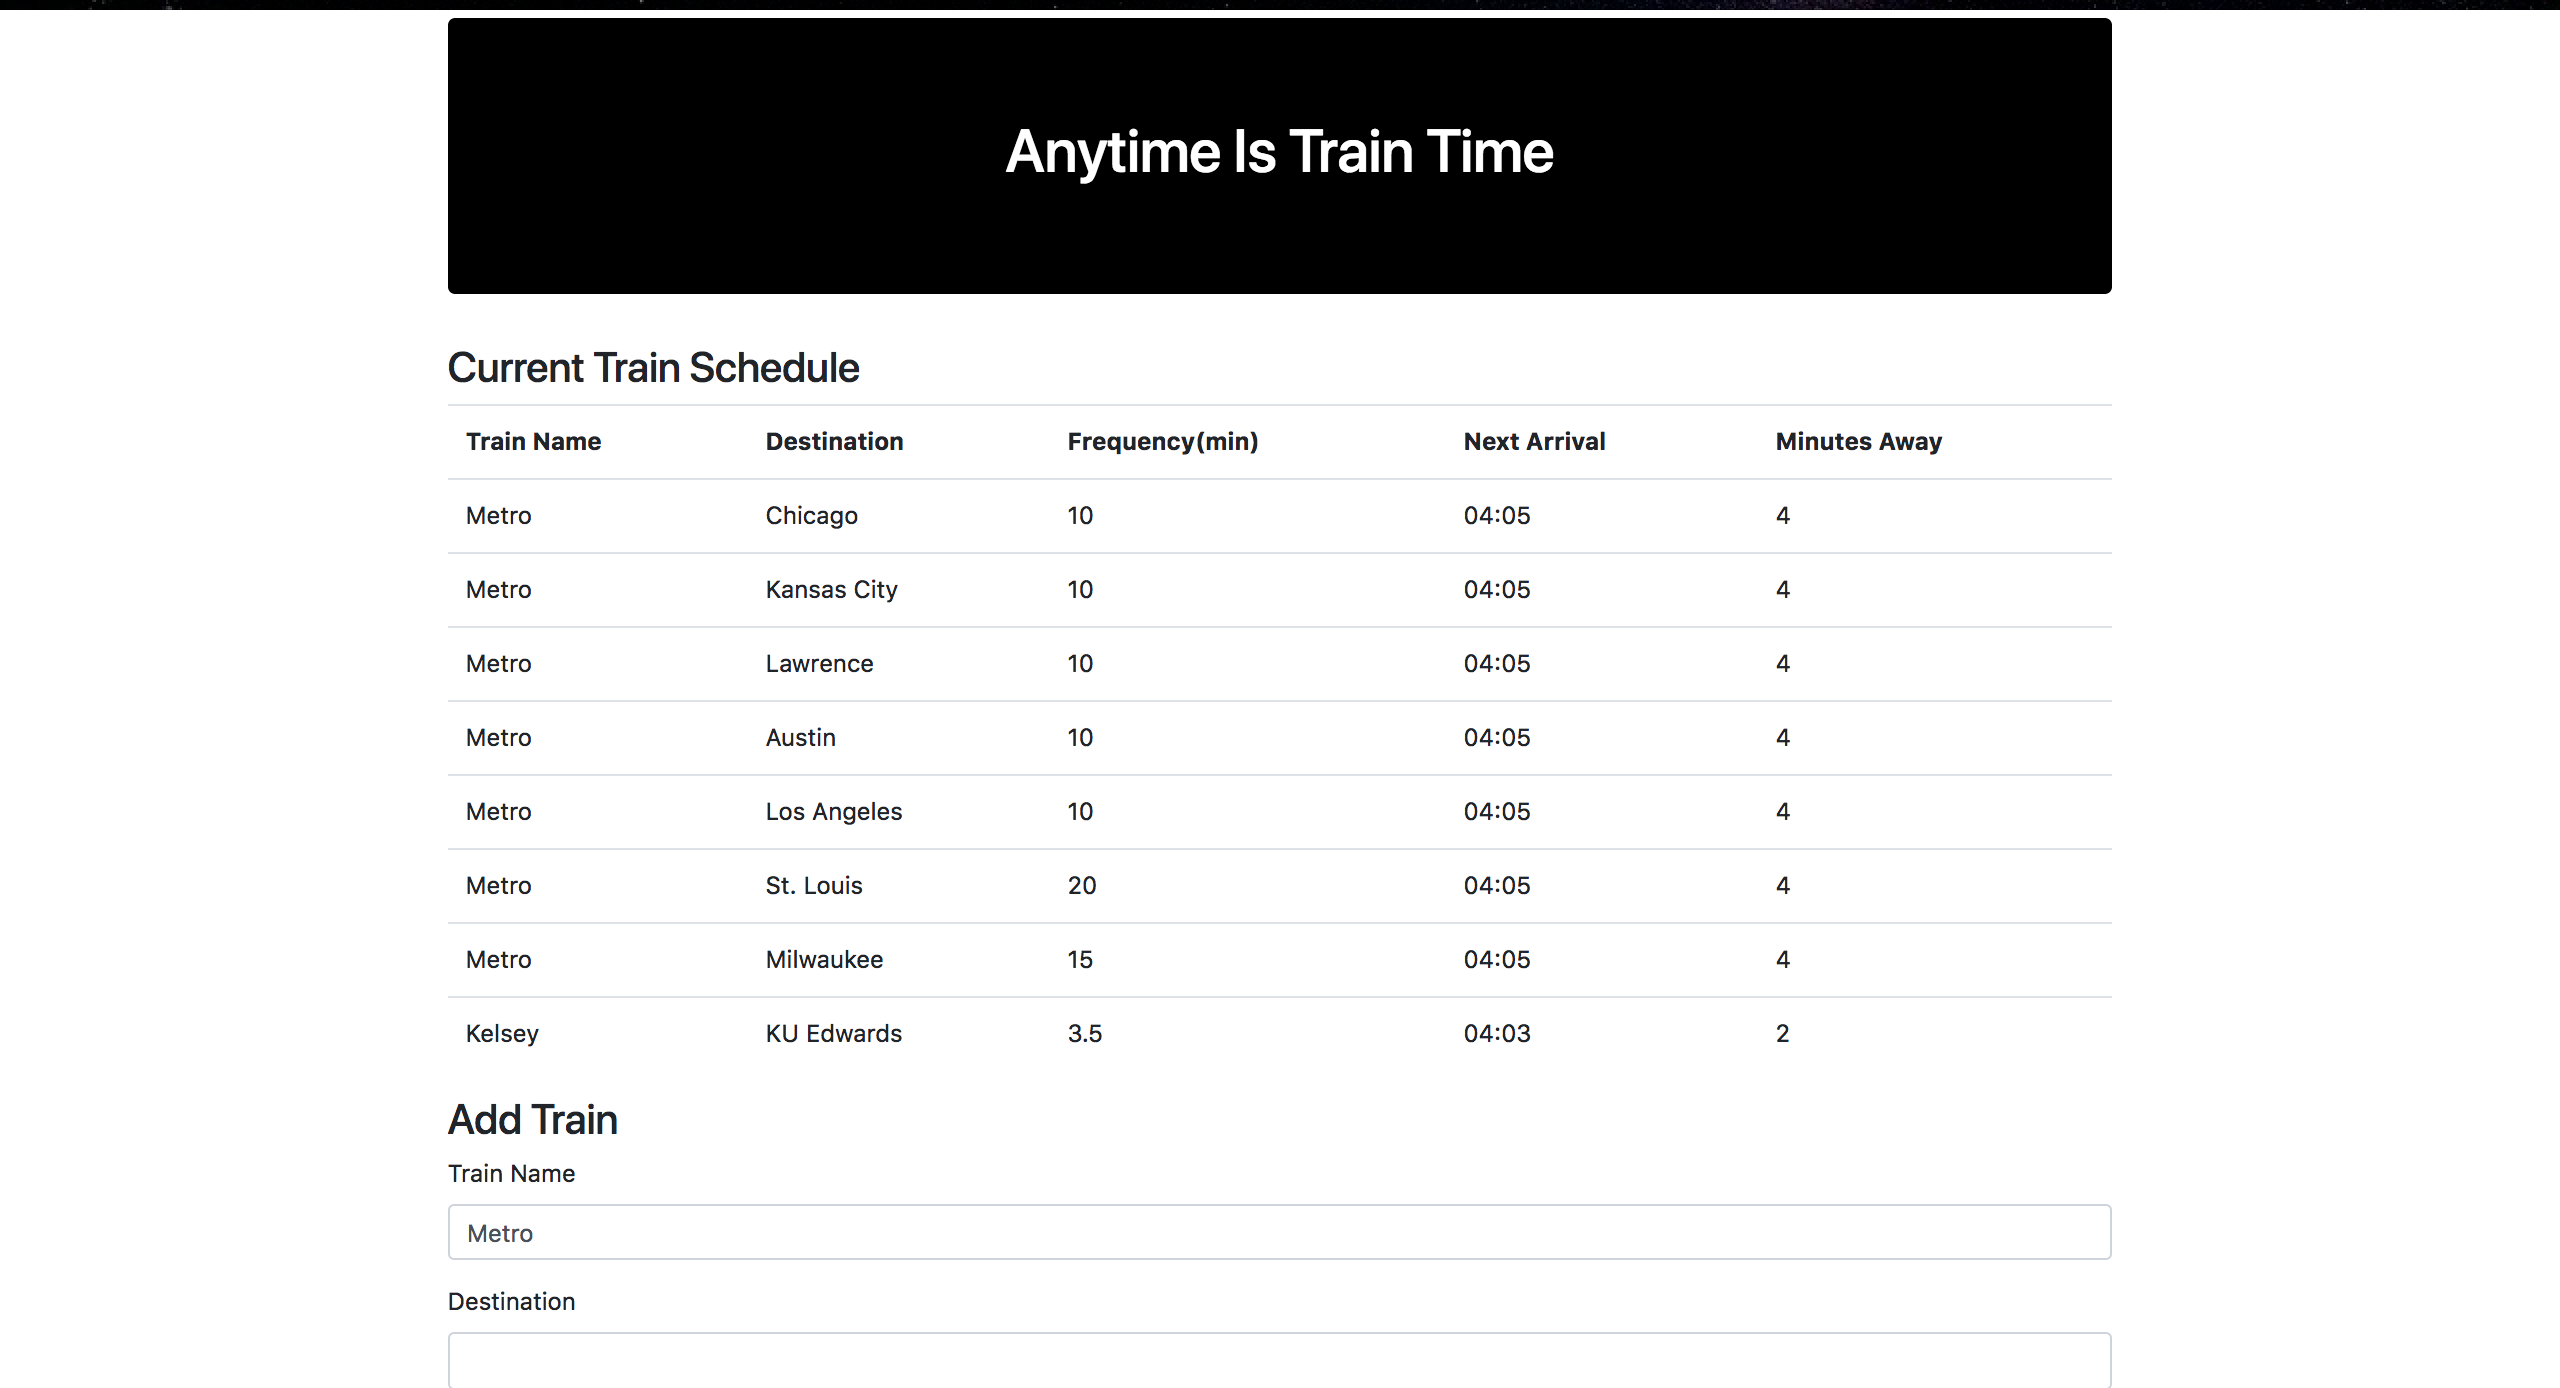 Anytime Is Train Time
Current Train Schedule
Train Name Destination Frequency(min) Next Arrival Minutes Away
Metro Chicago 10 04:05 4
Metro Kansas City 10 04:05 4
Metro Lawrence 10 04:05 4
Metro Austin 10 04:05 4
Metro Los Angeles 10 04:05 4
Metro St. Louis 20 04:05 4
Metro Milwaukee 15 04:05 4
Kelsey KU Edwards 3.5 04:03 2
Add Train
Train Name
Metro
Destination